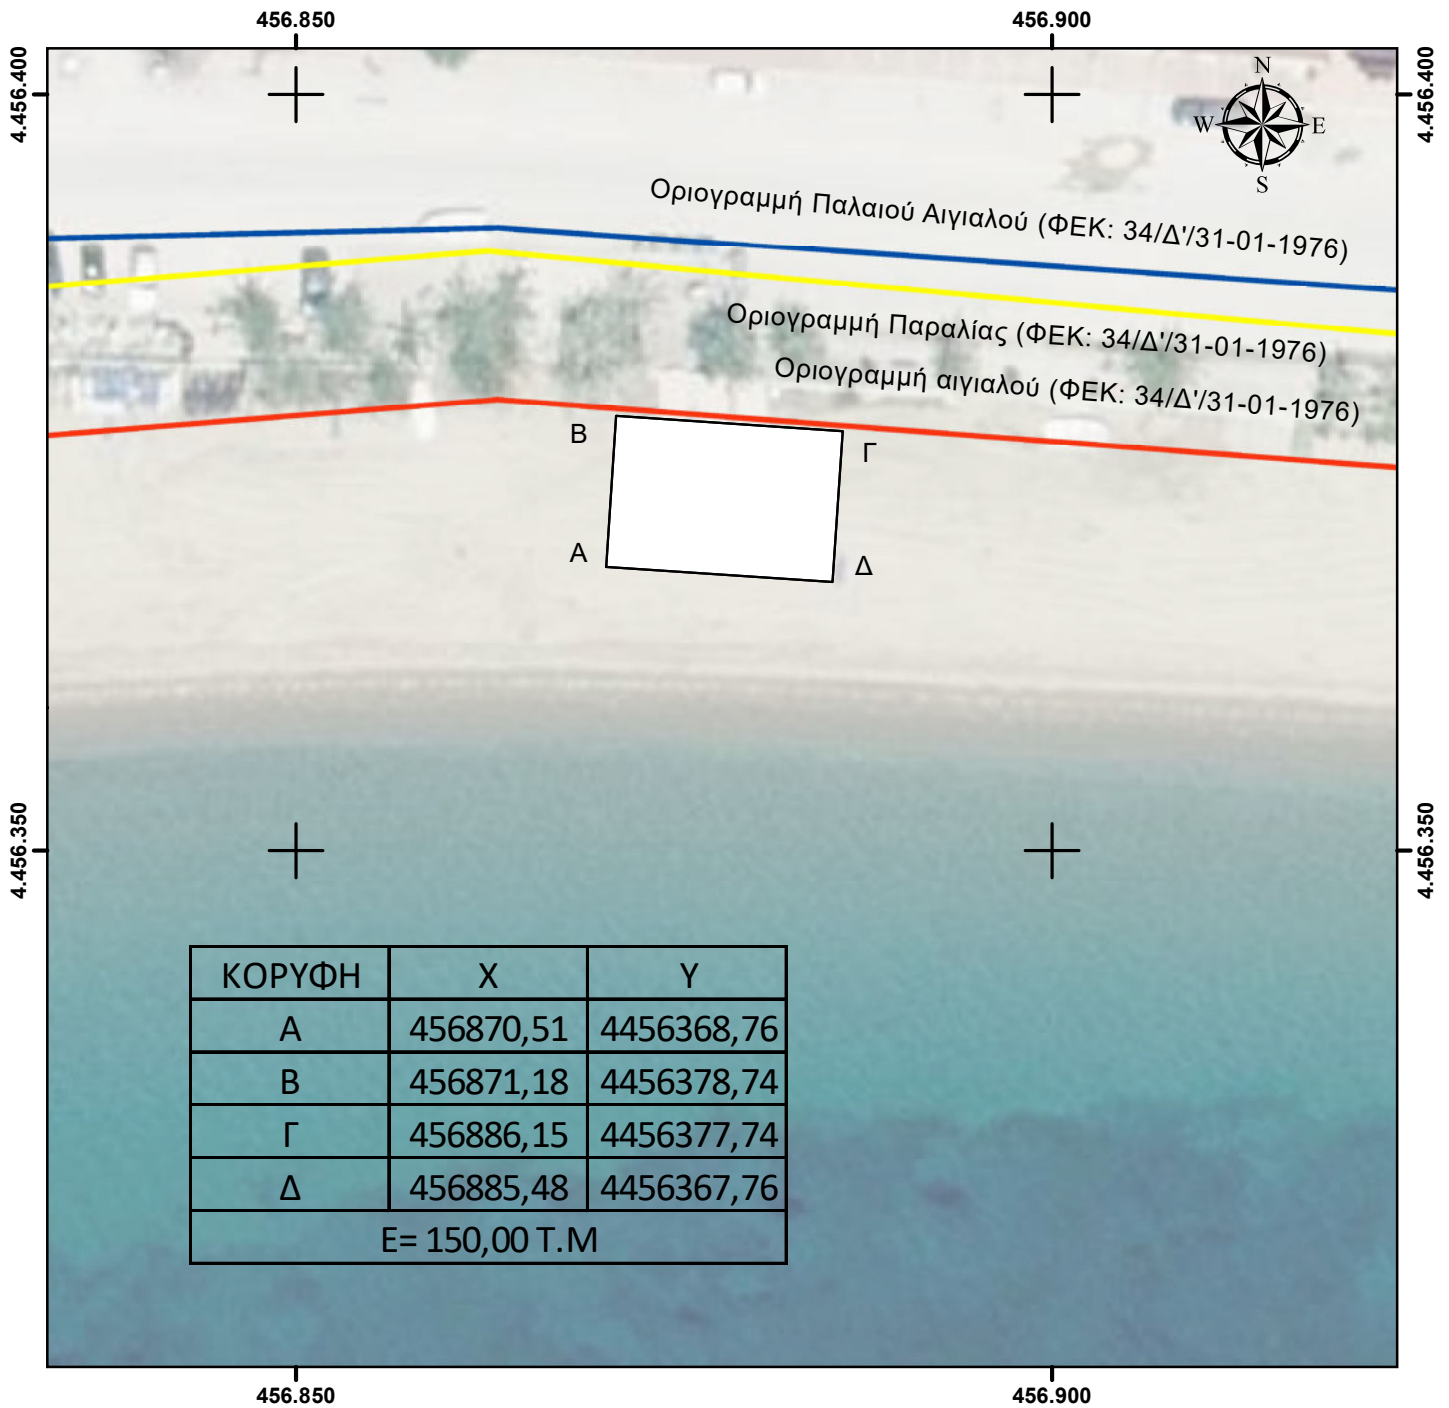 456.850 456.900
4.456.400 4.456.400
N
W E
S
Οριογραμμή Παλαιού Αιγιαλού (ΦΕΚ: 34/Δ'/31-01-1976)
Οριογραμμή Παραλίας (ΦΕΚ: 34/Δ'/31-01-1976)
Οριογραμμή αιγιαλού (ΦΕΚ: 34/Δ'/31-01-1976)
Β Γ
Α Δ
4.456.350 4.456.350
ΚΟΡΥΦΗ Χ Υ
Α 456870,51 4456368,76
Β 456871,18 4456378,74
Γ 456886,15 4456377,74
Δ 456885,48 4456367,76
Ε= 150,00 Τ.Μ
456.850 456.900